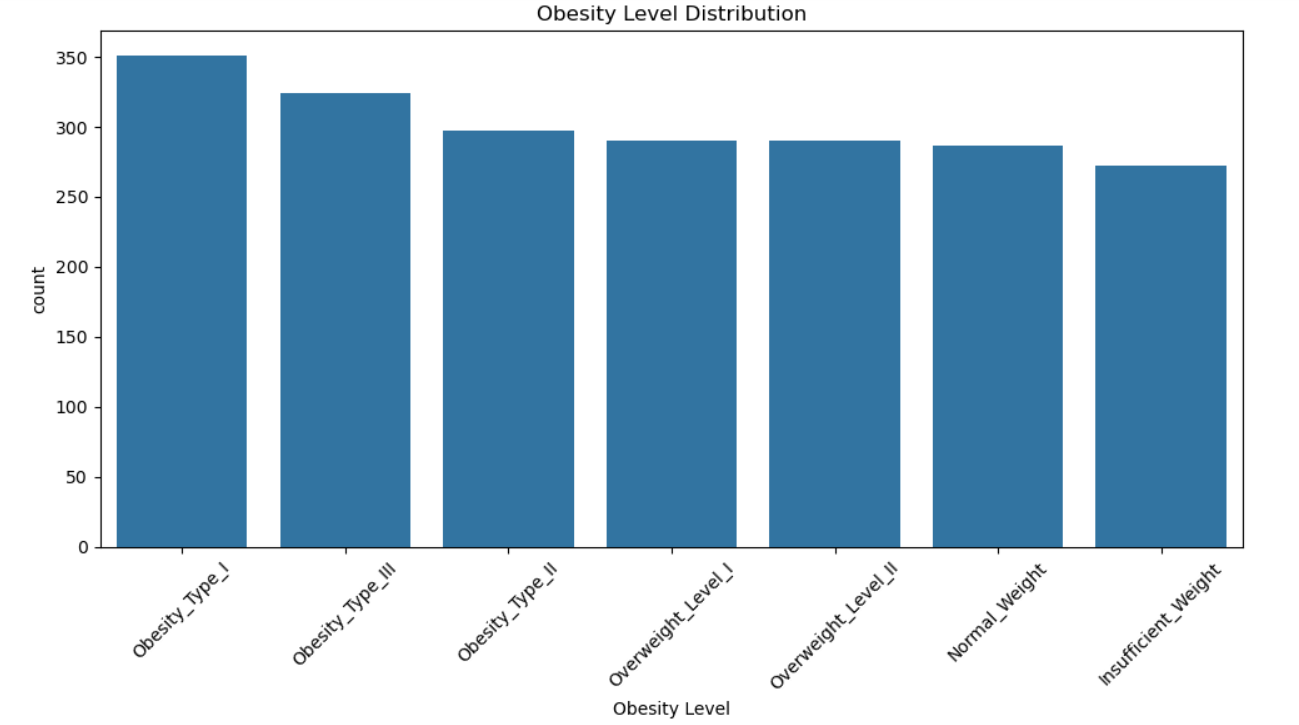 Obesity Level Distribution
350
300
250
200
150
100
50
0
count
Obesity_Type_I
Obesity_Type_III
Obesity_Type_II
Overweight_Level_I
Overweight_Level_II
Normal_Weight
Insufficient_Weight
Obesity Level